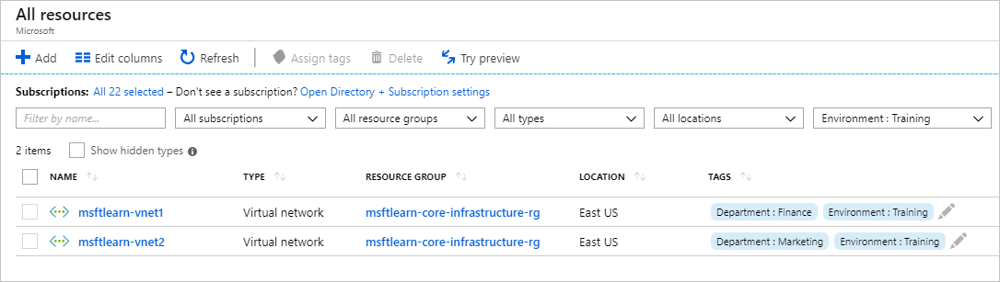 All resources
Microsoft
Add Edit columns Refresh Assign tags Delete Try preview
Subscriptions: All 22 selected – Don't see a subscription? Open Directory + Subscription settings
Filter by name... All subscriptions All resource groups All types All locations Environment : Training
2 items Show hidden types
NAME TYPE RESOURCE GROUP LOCATION TAGS
msftlearn-vnet1 Virtual network msftlearn-core-infrastructure-rg East US Department : Finance Environment : Training
msftlearn-vnet2 Virtual network msftlearn-core-infrastructure-rg East US Department : Marketing Environment : Training